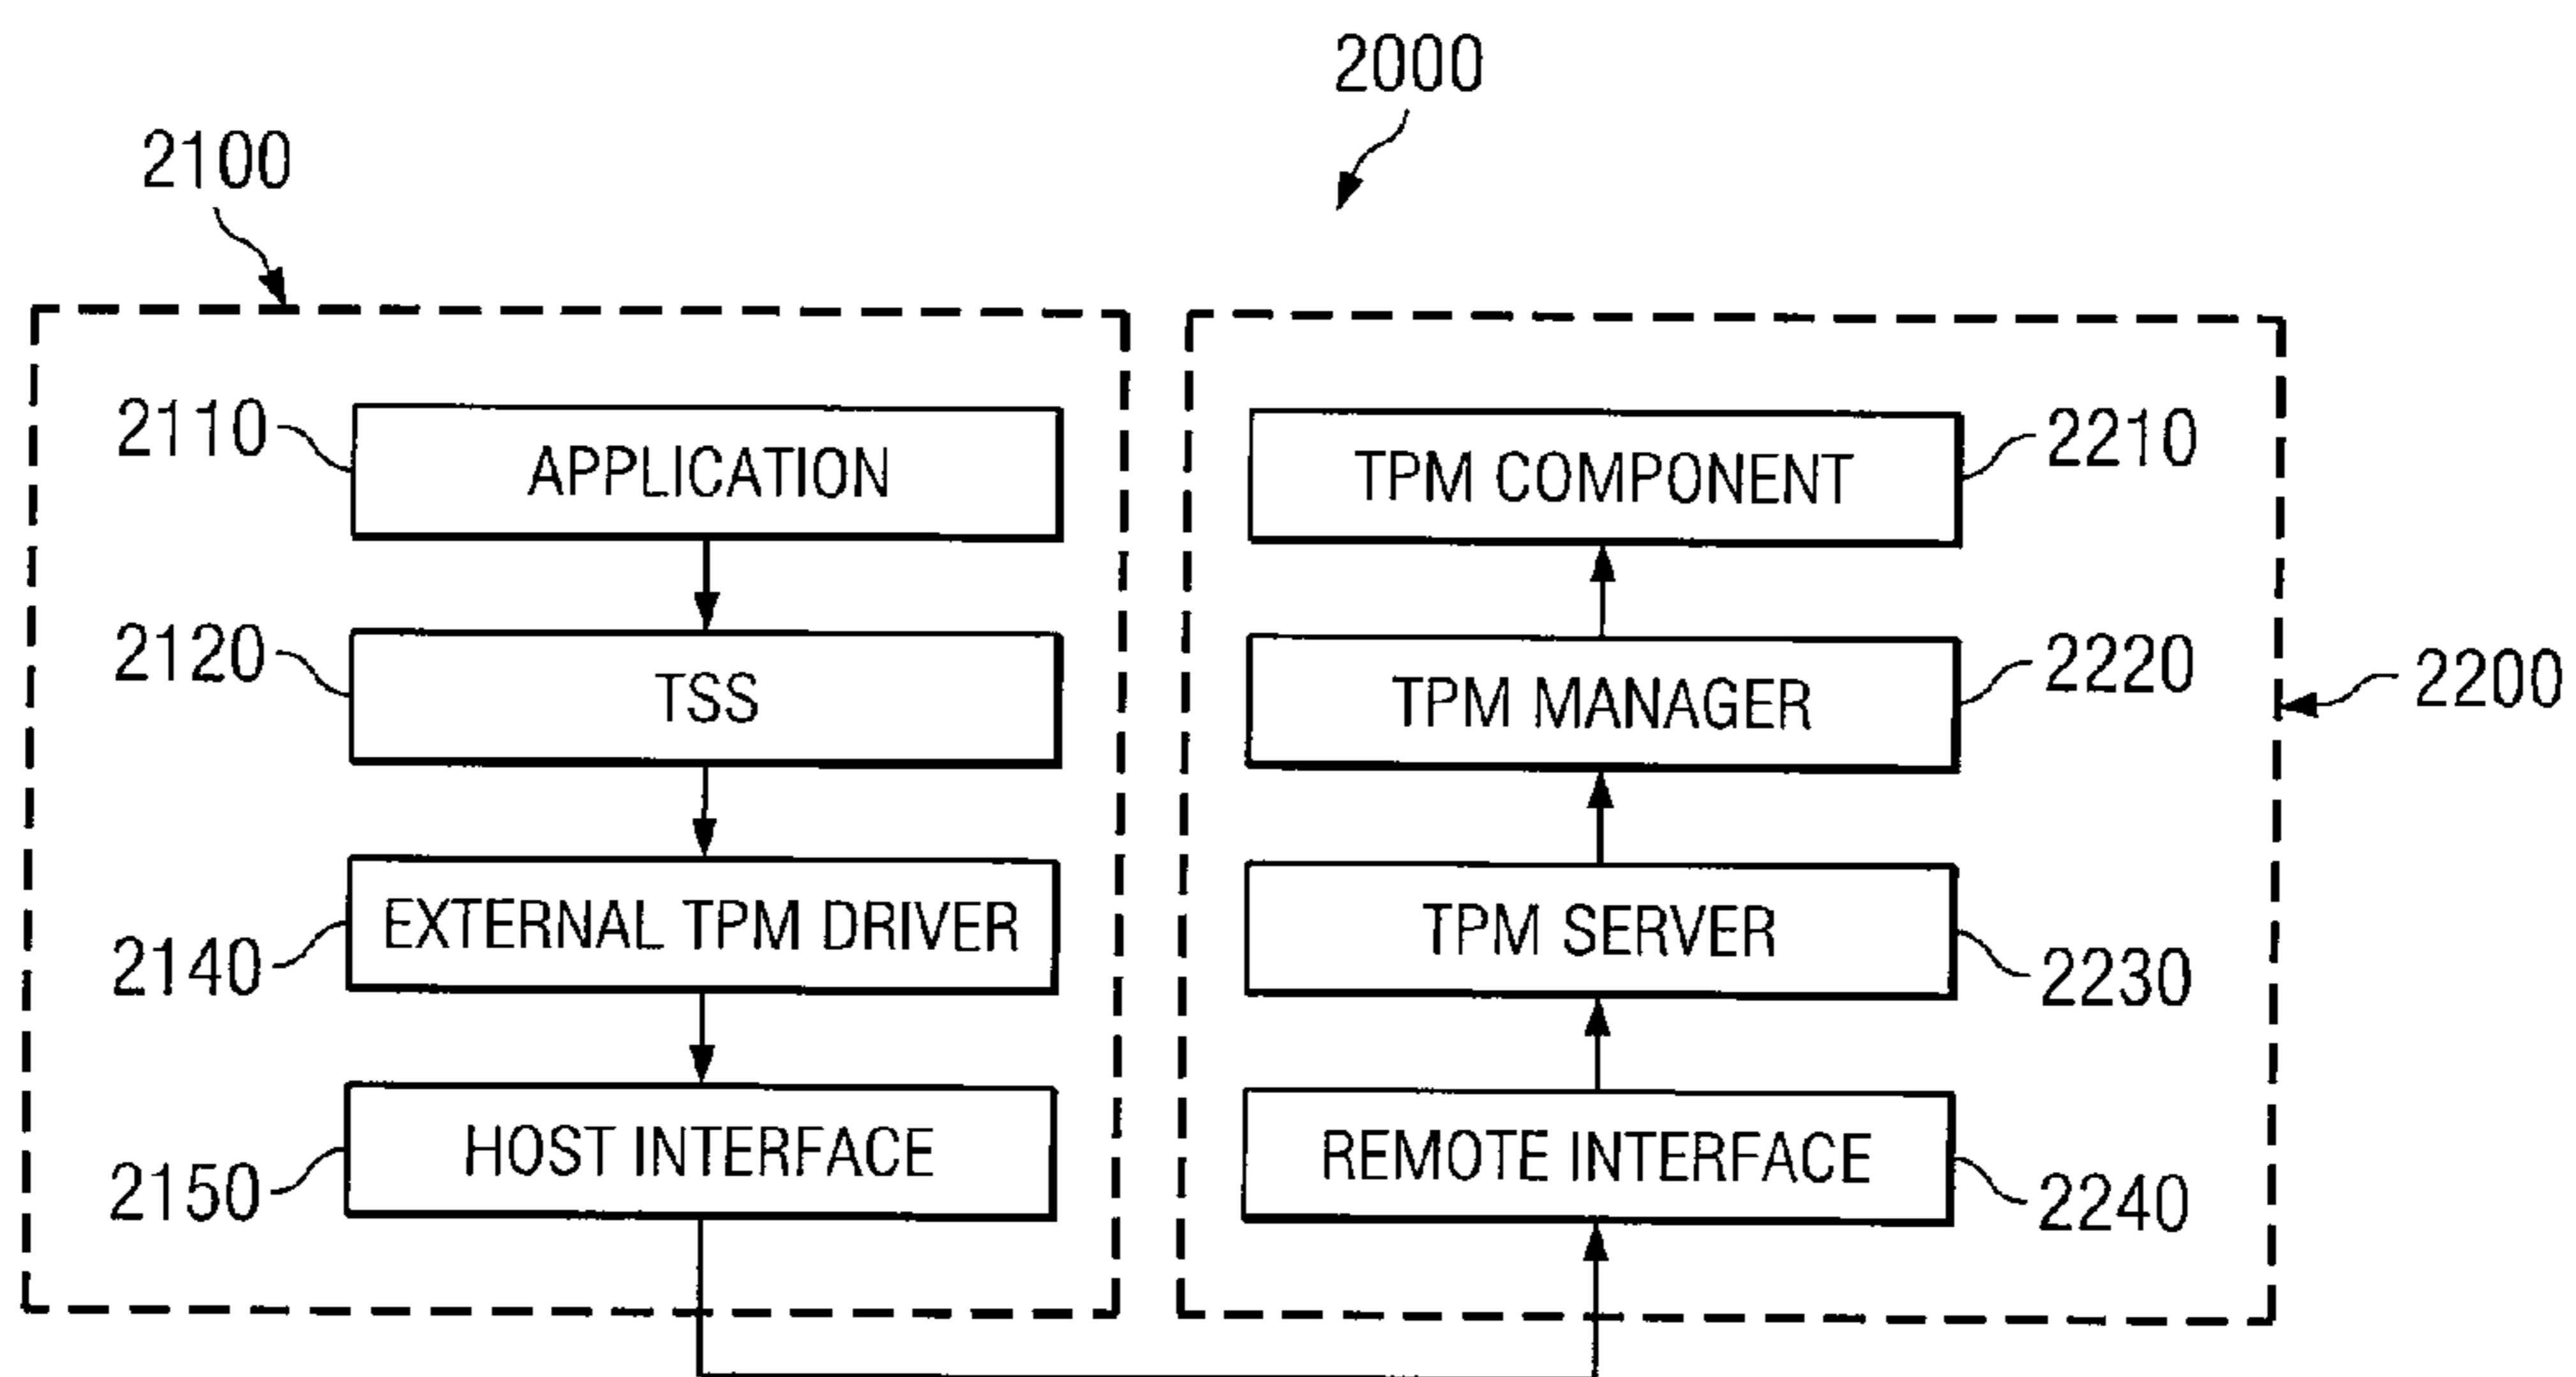 2000
2100
2110
APPLICATION
TPM COMPONENT
2210
2120
TSS
TPM MANAGER
2220
2200
2140
EXTERNAL TPM DRIVER
TPM SERVER
2230
2150
HOST INTERFACE
REMOTE INTERFACE
2240